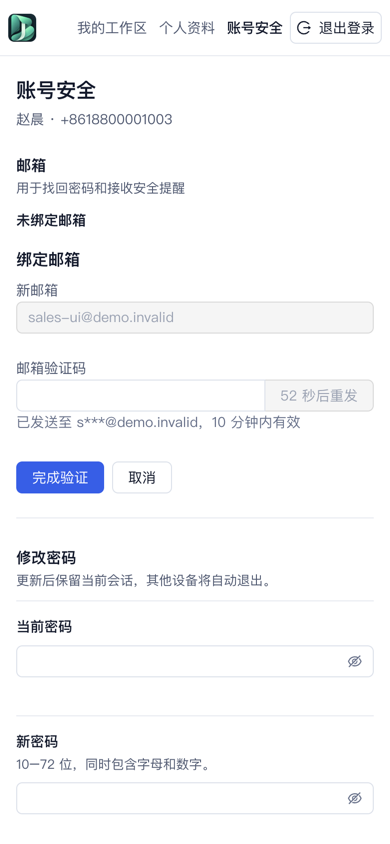 我的工作区 个人资料 账号安全 退出登录
账号安全
赵晨 · +8618800001003
邮箱
用于找回密码和接收安全提醒
未绑定邮箱
绑定邮箱
新邮箱
sales-ui@demo.invalid
邮箱验证码
52 秒后重发
已发送至 s***@demo.invalid，10 分钟内有效
完成验证 取消
修改密码
更新后保留当前会话，其他设备将自动退出。
当前密码
新密码
10–72 位，同时包含字母和数字。